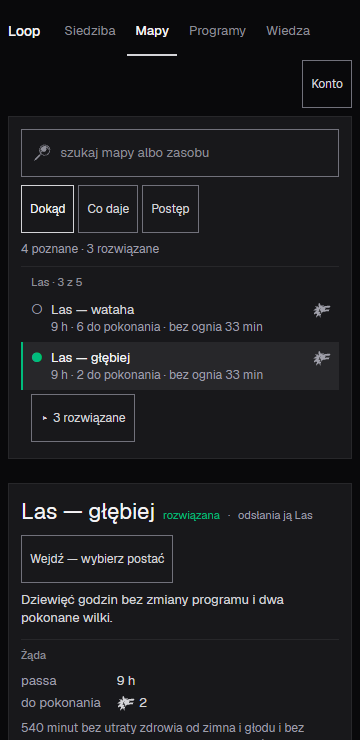 Loop Siedziba Mapy Programy Wiedza
Konto
szukaj mapy albo zasobu
Dokąd Co daje Postęp
4 poznane · 3 rozwiązane
Las · 3 z 5
Las — wataha
9 h · 6 do pokonania · bez ognia 33 min
Las — głębiej
9 h · 2 do pokonania · bez ognia 33 min
▸ 3 rozwiązane
Las — głębiej rozwiązana · odsłania ją Las
Wejdź — wybierz postać
Dziewięć godzin bez zmiany programu i dwa
pokonane wilki.
Żąda
passa 9 h
do pokonania 2
540 minut bez utraty zdrowia od zimna i głodu i bez